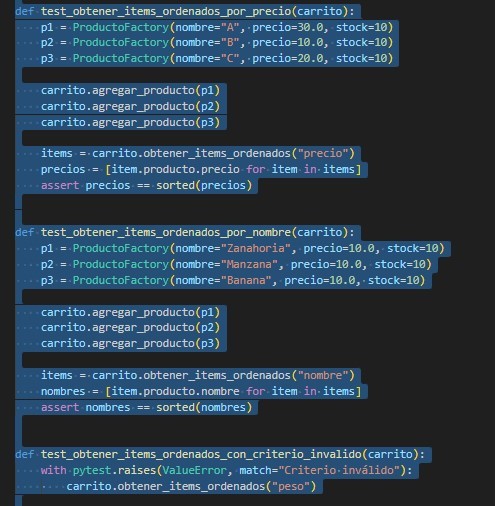 def test_obtener_items_ordenados_por_precio(carrito):
    p1 = ProductoFactory(nombre="A", precio=30.0, stock=10)
    p2 = ProductoFactory(nombre="B", precio=10.0, stock=10)
    p3 = ProductoFactory(nombre="C", precio=20.0, stock=10)

    carrito.agregar_producto(p1)
    carrito.agregar_producto(p2)
    carrito.agregar_producto(p3)

    items = carrito.obtener_items_ordenados("precio")
    precios = [item.producto.precio for item in items]
    assert precios == sorted(precios)

def test_obtener_items_ordenados_por_nombre(carrito):
    p1 = ProductoFactory(nombre="Zanahoria", precio=10.0, stock=10)
    p2 = ProductoFactory(nombre="Manzana", precio=10.0, stock=10)
    p3 = ProductoFactory(nombre="Banana", precio=10.0, stock=10)

    carrito.agregar_producto(p1)
    carrito.agregar_producto(p2)
    carrito.agregar_producto(p3)

    items = carrito.obtener_items_ordenados("nombre")
    nombres = [item.producto.nombre for item in items]
    assert nombres == sorted(nombres)

def test_obtener_items_ordenados_con_criterio_invalido(carrito):
    with pytest.raises(ValueError, match="Criterio inválido"):
        carrito.obtener_items_ordenados("peso")